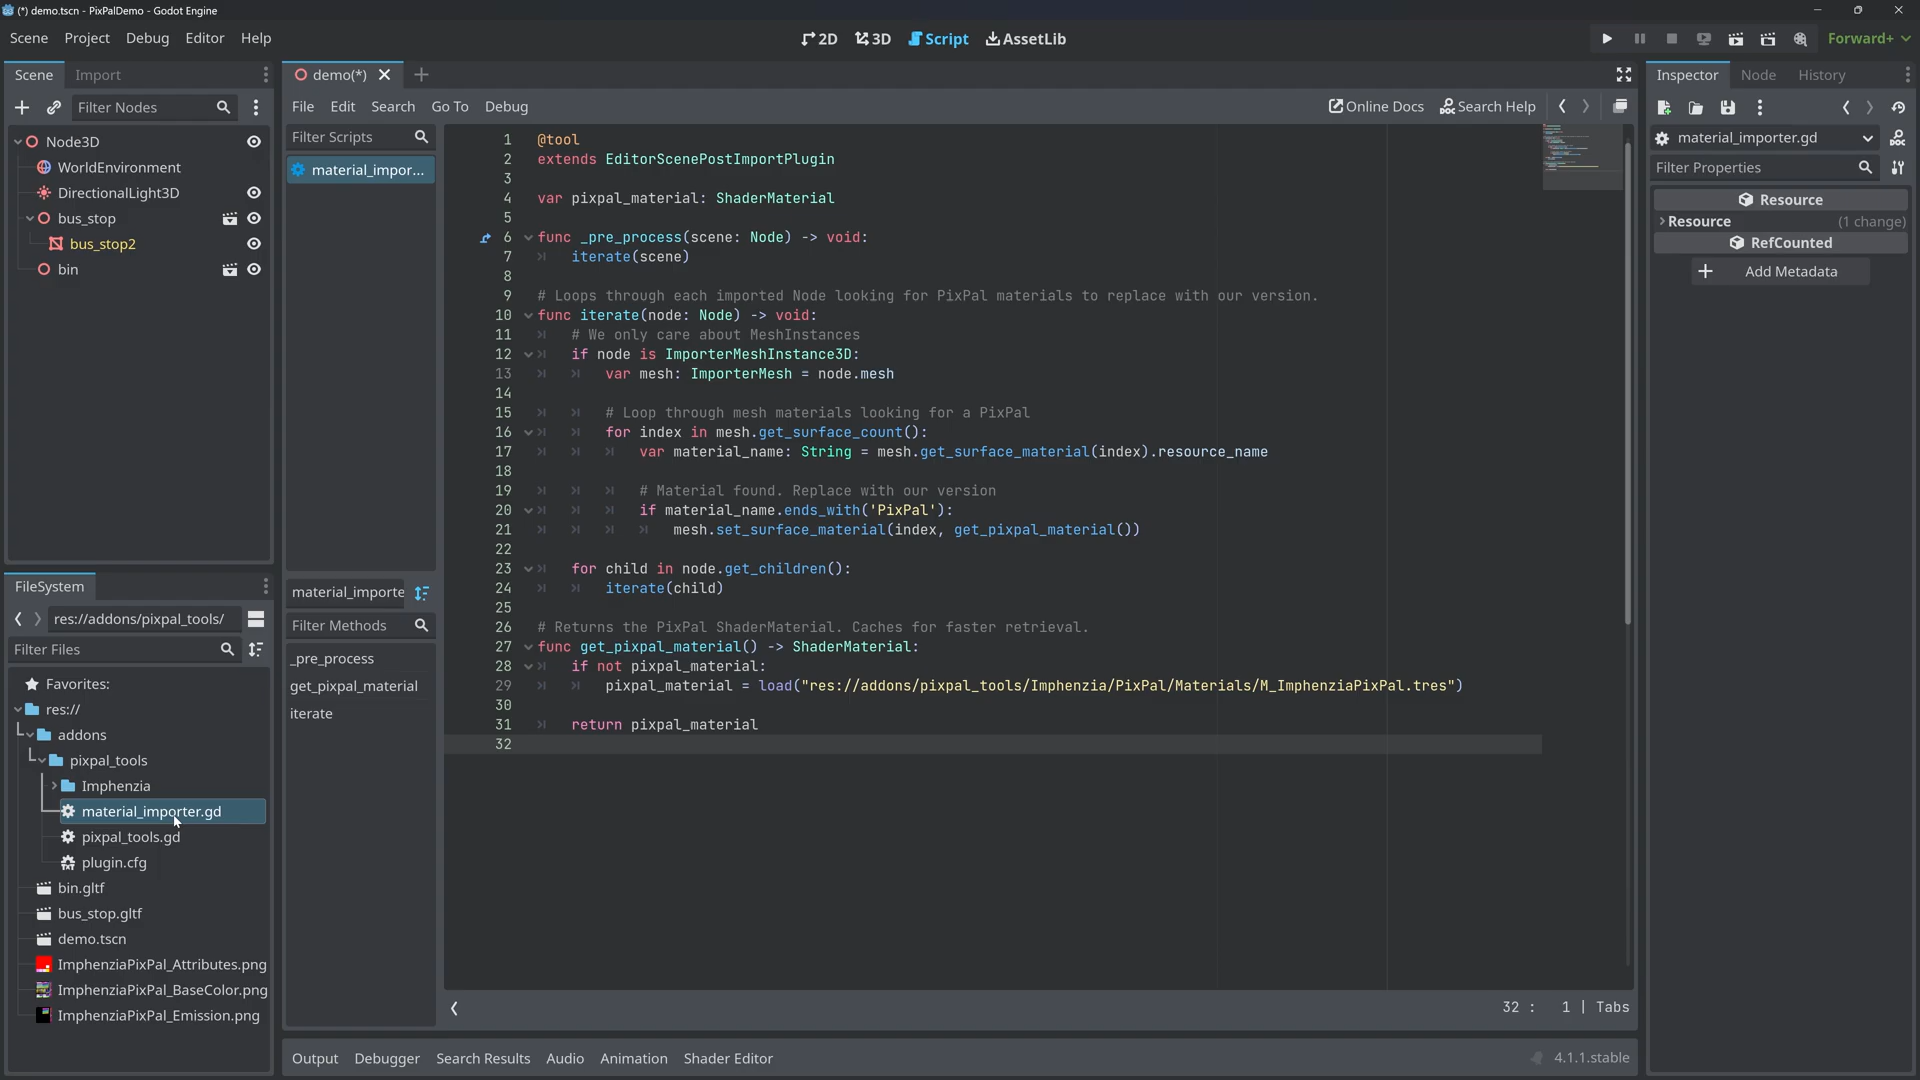 (*) demo.tscn - PixPalDemo - Godot Engine
Scene Project Debug Editor Help
2D 3D Script AssetLib
Forward+
Scene Import
Filter Nodes
Node3D
WorldEnvironment
DirectionalLight3D
bus_stop
bus_stop2
bin
FileSystem
res://addons/pixpal_tools/
Filter Files
Favorites:
res://
addons
pixpal_tools
Imphenzia
material_importer.gd
pixpal_tools.gd
plugin.cfg
bin.gltf
bus_stop.gltf
demo.tscn
ImphenziaPixPal_Attributes.png
ImphenziaPixPal_BaseColor.png
ImphenziaPixPal_Emission.png
demo(*)
File Edit Search Go To Debug
Online Docs Search Help
Filter Scripts
material_impor...
material_importe
Filter Methods
_pre_process
get_pixpal_material
iterate
1 @tool
2 extends EditorScenePostImportPlugin
3
4 var pixpal_material: ShaderMaterial
5
6 func _pre_process(scene: Node) -> void:
7 iterate(scene)
8
9 # Loops through each imported Node looking for PixPal materials to replace with our version.
10 func iterate(node: Node) -> void:
11 # We only care about MeshInstances
12 if node is ImporterMeshInstance3D:
13 var mesh: ImporterMesh = node.mesh
14
15 # Loop through mesh materials looking for a PixPal
16 for index in mesh.get_surface_count():
17 var material_name: String = mesh.get_surface_material(index).resource_name
18
19 # Material found. Replace with our version
20 if material_name.ends_with('PixPal'):
21 mesh.set_surface_material(index, get_pixpal_material())
22
23 for child in node.get_children():
24 iterate(child)
25
26 # Returns the PixPal ShaderMaterial. Caches for faster retrieval.
27 func get_pixpal_material() -> ShaderMaterial:
28 if not pixpal_material:
29 pixpal_material = load("res://addons/pixpal_tools/Imphenzia/PixPal/Materials/M_ImphenziaPixPal.tres")
30
31 return pixpal_material
32
32 : 1 | Tabs
Output Debugger Search Results Audio Animation Shader Editor
4.1.1.stable
Inspector Node History
material_importer.gd
Filter Properties
Resource
Resource (1 change)
RefCounted
Add Metadata